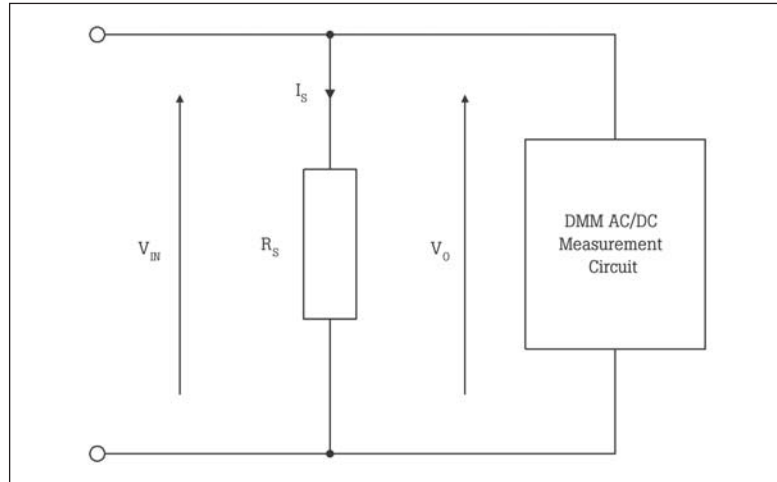 I_S
V_IN
R_S
V_O
DMM AC/DC
Measurement
Circuit